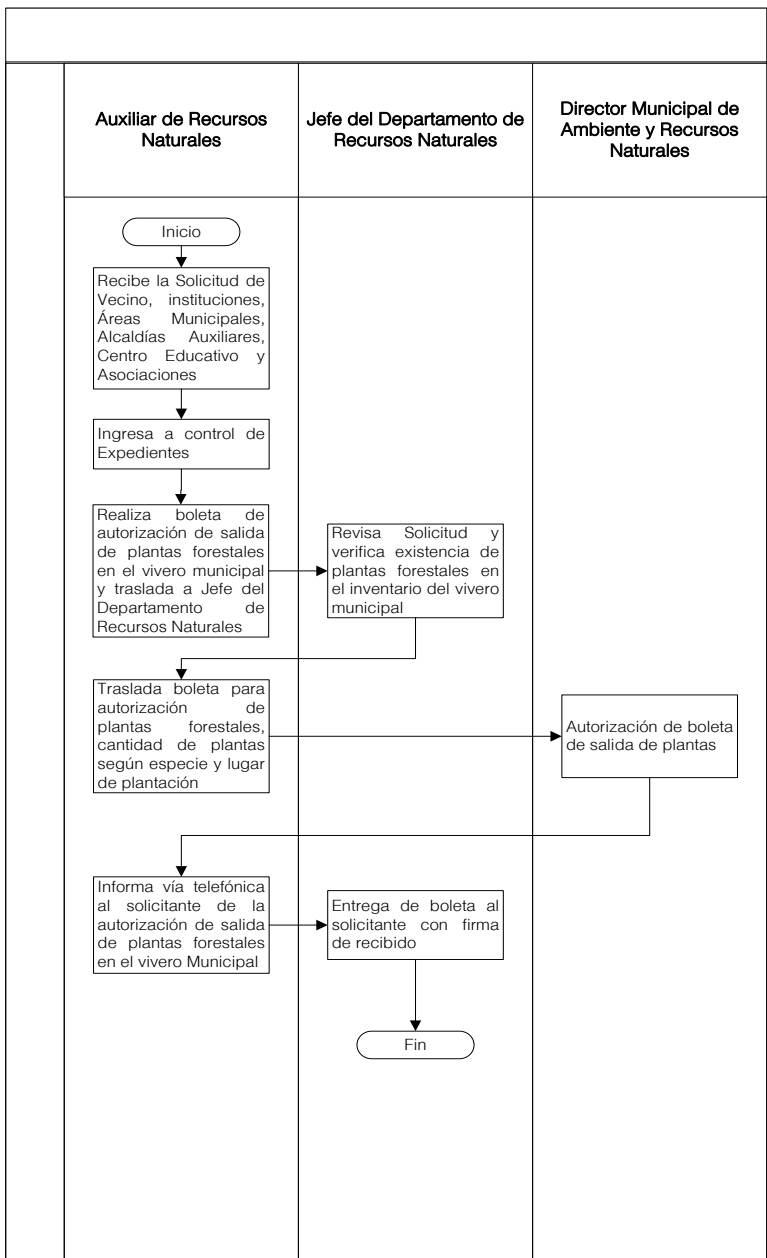 Auxiliar de Recursos
Naturales
Jefe del Departamento de
Recursos Naturales
Director Municipal de
Ambiente y Recursos
Naturales
Inicio
Recibe la Solicitud de
Vecino, instituciones,
Áreas Municipales,
Alcaldías Auxiliares,
Centro Educativo y
Asociaciones
Ingresa a control de
Expedientes
Realiza boleta de
autorización de salida
de plantas forestales
en el vivero municipal
y traslada a Jefe del
Departamento de
Recursos Naturales
Revisa Solicitud y
verifica existencia de
plantas forestales en
el inventario del vivero
municipal
Traslada boleta para
autorización de
plantas forestales,
cantidad de plantas
según especie y lugar
de plantación
Autorización de boleta
de salida de plantas
Informa vía telefónica
al solicitante de la
autorización de salida
de plantas forestales
en el vivero Municipal
Entrega de boleta al
solicitante con firma
de recibido
Fin